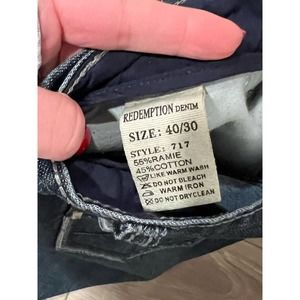 REDEMPTION DENIM
SIZE: 40/30
STYLE: 717
55%RAMIE
45%COTTON
LIKE WARM WASH
DO NOT BLEACH
WARM IRON
DO NOT DRYCLEAN